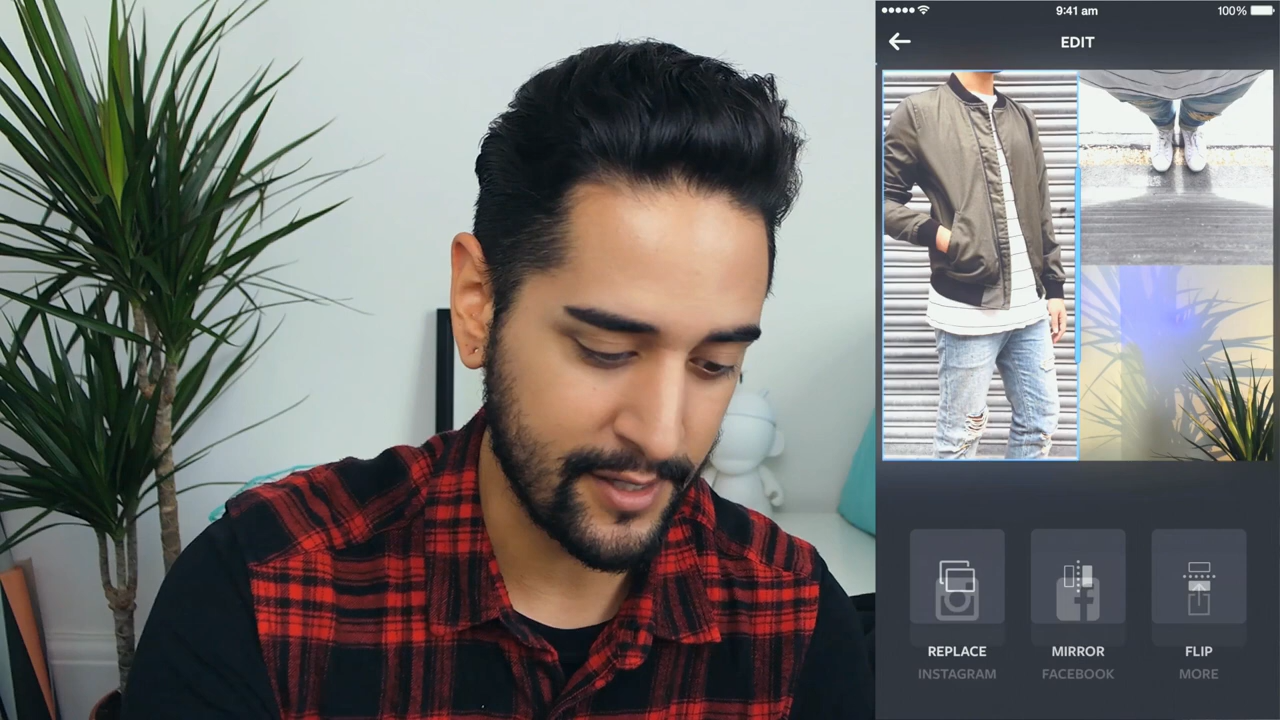 9:41 am
100%
EDIT
REPLACE
MIRROR
FLIP
INSTAGRAM
FACEBOOK
MORE